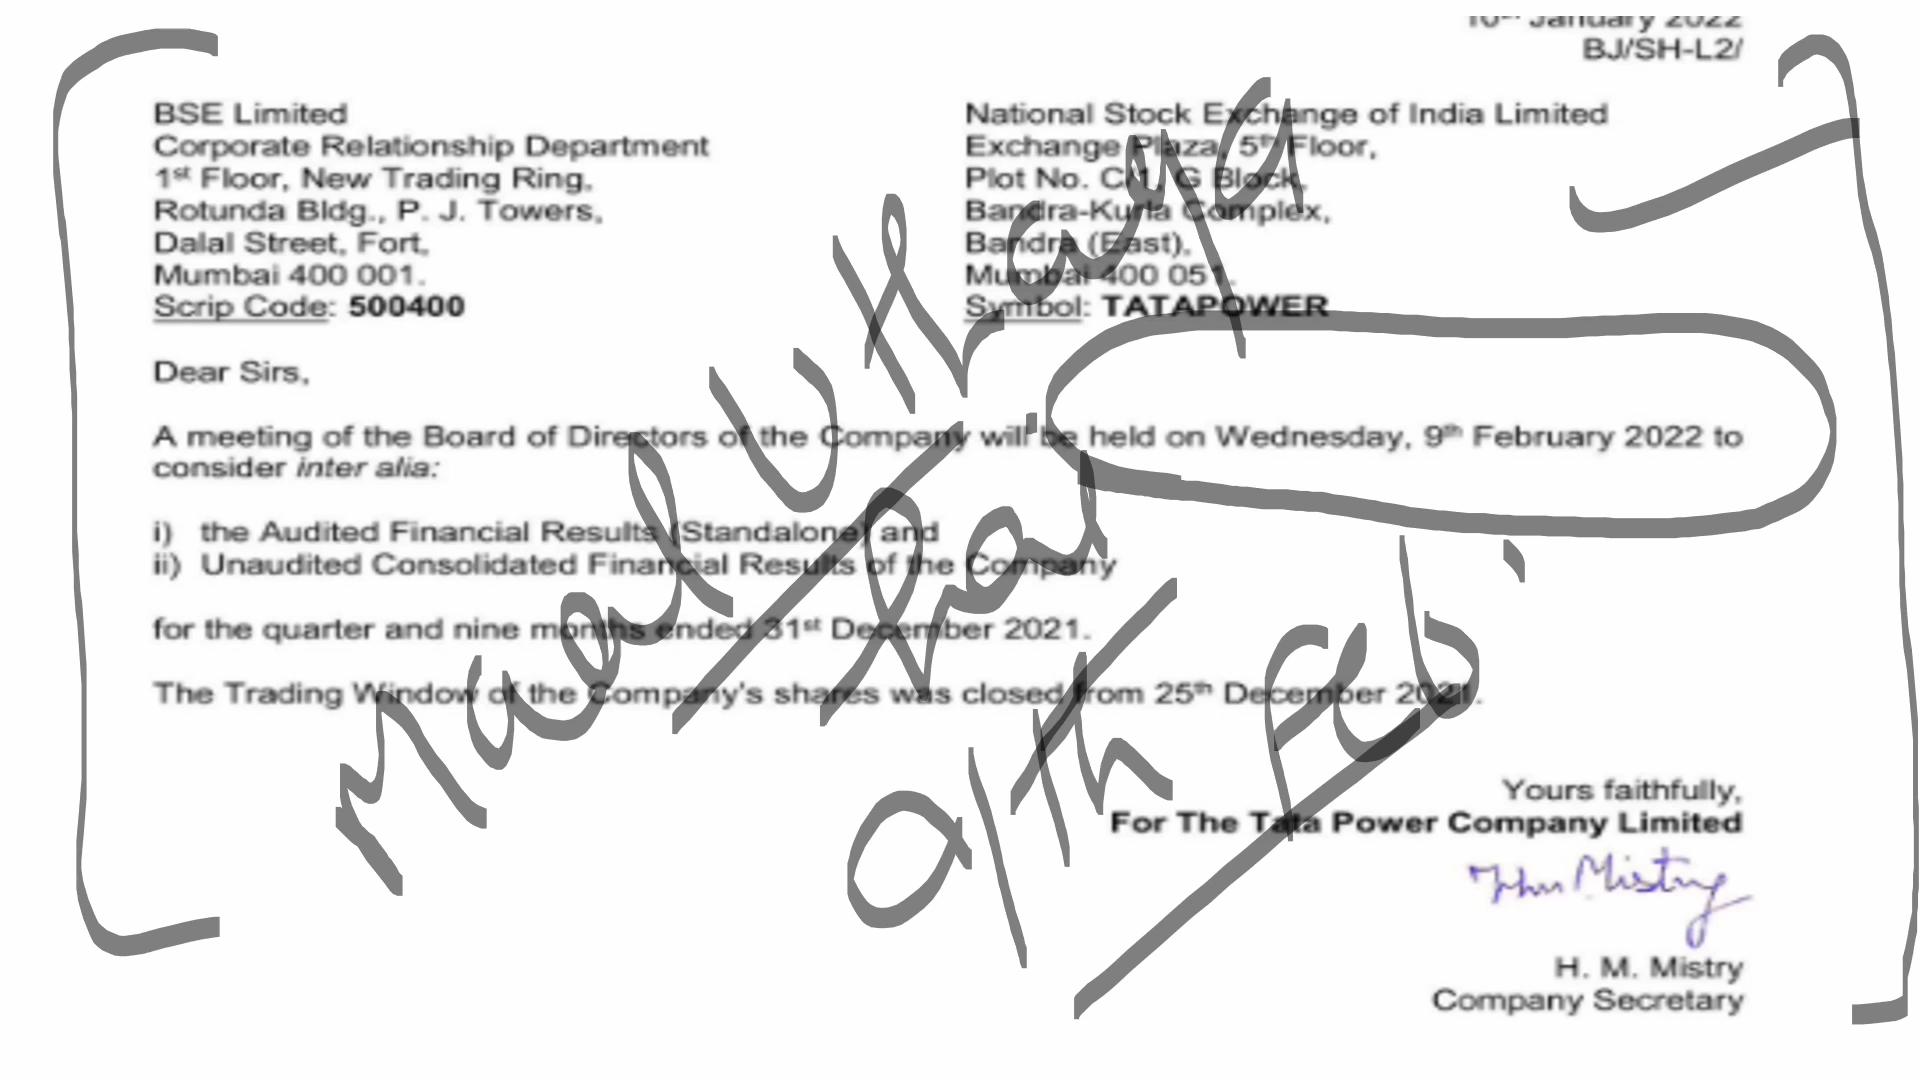 10th January 2022
BJ/SH-L2/
BSE Limited
Corporate Relationship Department
1st Floor, New Trading Ring,
Rotunda Bldg., P. J. Towers,
Dalal Street, Fort,
Mumbai 400 001.
Scrip Code: 500400
National Stock Exchange of India Limited
Exchange Plaza, 5th Floor,
Plot No. C/1, G Block,
Bandra-Kurla Complex,
Bandra (East),
Mumbai 400 051.
Symbol: TATAPOWER
Dear Sirs,
A meeting of the Board of Directors of the Company will be held on Wednesday, 9th February 2022 to
consider inter alia:
i) the Audited Financial Results (Standalone) and
ii) Unaudited Consolidated Financial Results of the Company
for the quarter and nine months ended 31st December 2021.
The Trading Window of the Company's shares was closed from 25th December 2021.
Yours faithfully,
For The Tata Power Company Limited
H. M. Mistry
Company Secretary
Maal UTH
hai
9/th Feb